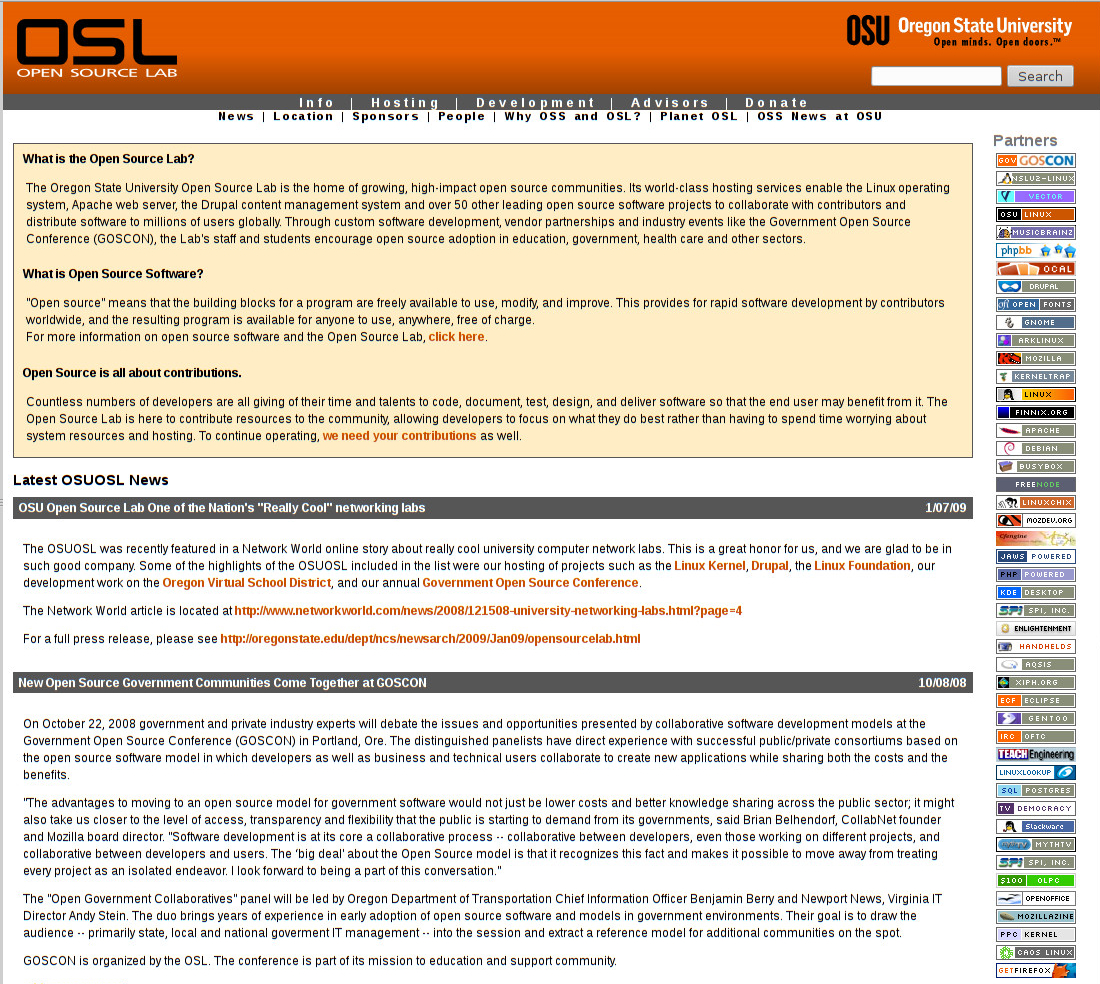 OSL
OPEN SOURCE LAB
OSU Oregon State University
Open minds. Open doors.™
Search
Info | Hosting | Development | Advisors | Donate
News | Location | Sponsors | People | Why OSS and OSL? | Planet OSL | OSS News at OSU
What is the Open Source Lab?
The Oregon State University Open Source Lab is the home of growing, high-impact open source communities. Its world-class hosting services enable the Linux operating
system, Apache web server, the Drupal content management system and over 50 other leading open source software projects to collaborate with contributors and
distribute software to millions of users globally. Through custom software development, vendor partnerships and industry events like the Government Open Source
Conference (GOSCON), the Lab's staff and students encourage open source adoption in education, government, health care and other sectors.
What is Open Source Software?
"Open source" means that the building blocks for a program are freely available to use, modify, and improve. This provides for rapid software development by contributors
worldwide, and the resulting program is available for anyone to use, anywhere, free of charge.
For more information on open source software and the Open Source Lab, click here.
Open Source is all about contributions.
Countless numbers of developers are all giving of their time and talents to code, document, test, design, and deliver software so that the end user may benefit from it. The
Open Source Lab is here to contribute resources to the community, allowing developers to focus on what they do best rather than having to spend time worrying about
system resources and hosting. To continue operating, we need your contributions as well.
Latest OSUOSL News
OSU Open Source Lab One of the Nation's "Really Cool" networking labs 1/07/09
The OSUOSL was recently featured in a Network World online story about really cool university computer network labs. This is a great honor for us, and we are glad to be in
such good company. Some of the highlights of the OSUOSL included in the list were our hosting of projects such as the Linux Kernel, Drupal, the Linux Foundation, our
development work on the Oregon Virtual School District, and our annual Government Open Source Conference.
The Network World article is located at http://www.networkworld.com/news/2008/121508-university-networking-labs.html?page=4
For a full press release, please see http://oregonstate.edu/dept/ncs/newsarch/2009/Jan09/opensourcelab.html
New Open Source Government Communities Come Together at GOSCON 10/08/08
On October 22, 2008 government and private industry experts will debate the issues and opportunities presented by collaborative software development models at the
Government Open Source Conference (GOSCON) in Portland, Ore. The distinguished panelists have direct experience with successful public/private consortiums based on
the open source software model in which developers as well as business and technical users collaborate to create new applications while sharing both the costs and the
benefits.
"The advantages to moving to an open source model for government software would not just be lower costs and better knowledge sharing across the public sector; it might
also take us closer to the level of access, transparency and flexibility that the public is starting to demand from its governments, said Brian Behlendorf, CollabNet founder
and Mozilla board director. "Software development is at its core a collaborative process -- collaborative between developers, even those working on different projects, and
collaborative between developers and users. The 'big deal' about the Open Source model is that it recognizes this fact and makes it possible to move away from treating
every project as an isolated endeavor. I look forward to being a part of this conversation."
The "Open Government Collaboratives" panel will be led by Oregon Department of Transportation Chief Information Officer Benjamin Berry and Newport News, Virginia IT
Director Andy Stein. The duo brings years of experience in early adoption of open source software and models in government environments. Their goal is to draw the
audience -- primarily state, local and national goverment IT management -- into the session and extract a reference model for additional communities on the spot.
GOSCON is organized by the OSL. The conference is part of its mission to education and support community.
Partners
GOV GOSCON
NSLU2-LINUX
VECTOR
OSU LINUX
MUSICBRAINZ
phpbb
OCAL
DRUPAL
OPEN FONTS
GNOME
ARKLINUX
MOZILLA
KERNELTRAP
LINUX
FINNIX.ORG
APACHE
DEBIAN
BUSYBOX
FREENODE
LINUXCHIX
MOZDEV.ORG
Cfengine
JAWS POWERED
PHP POWERED
KDE DESKTOP
SPI SPI, INC.
ENLIGHTENMENT
HANDHELDS
AQSIS
XIPH.ORG
ECF ECLIPSE
GENTOO
IRC OFTC
TEACH Engineering
LINUXLOOKUP
SQL POSTGRES
TV DEMOCRACY
Slackware
MYTHTV
SPI SPI, INC.
$100 OLPC
OPENOFFICE
MOZILLAZINE
PPC KERNEL
CAOS LINUX
GETFIREFOX